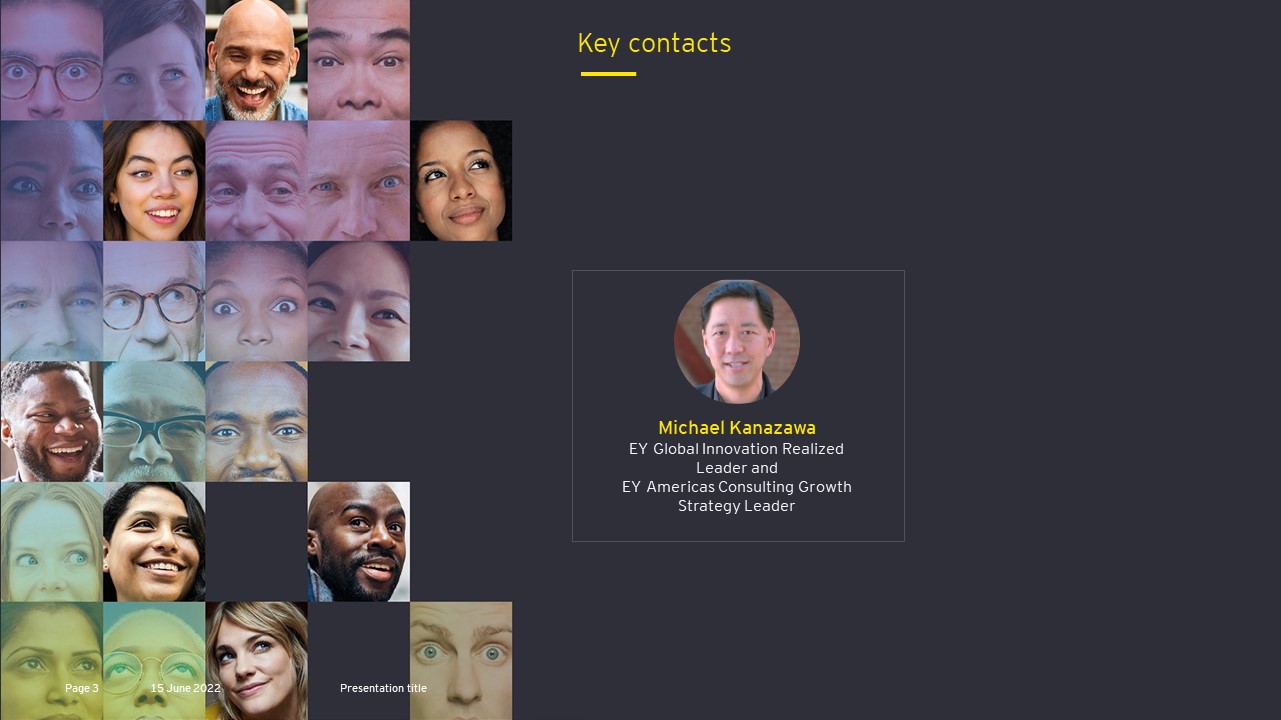 Key contacts
Michael Kanazawa
EY Global Innovation Realized
Leader and
EY Americas Consulting Growth
Strategy Leader
Page 3 15 June 2022 Presentation title